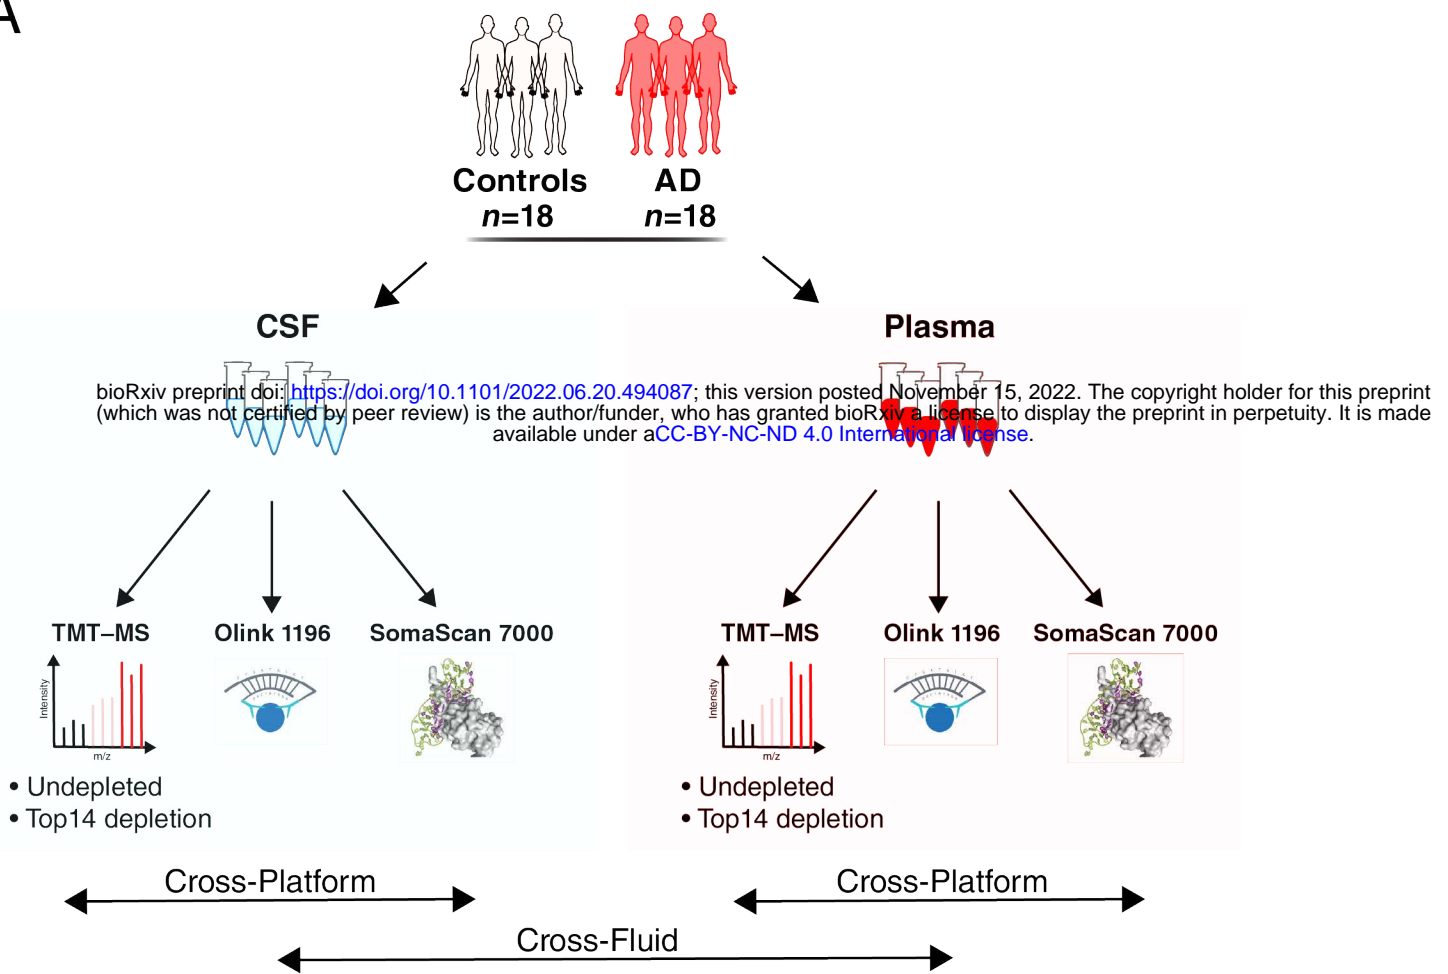 A
Controls
n=18
AD
n=18
CSF
Plasma
bioRxiv preprint doi: https://doi.org/10.1101/2022.06.20.494087; this version posted November 15, 2022. The copyright holder for this preprint
(which was not certified by peer review) is the author/funder, who has granted bioRxiv a license to display the preprint in perpetuity. It is made
available under aCC-BY-NC-ND 4.0 International license.
TMT–MS
Olink 1196
SomaScan 7000
Intensity
m/z
• Undepleted
• Top14 depletion
TMT–MS
Olink 1196
SomaScan 7000
Intensity
m/z
• Undepleted
• Top14 depletion
Cross-Platform
Cross-Platform
Cross-Fluid